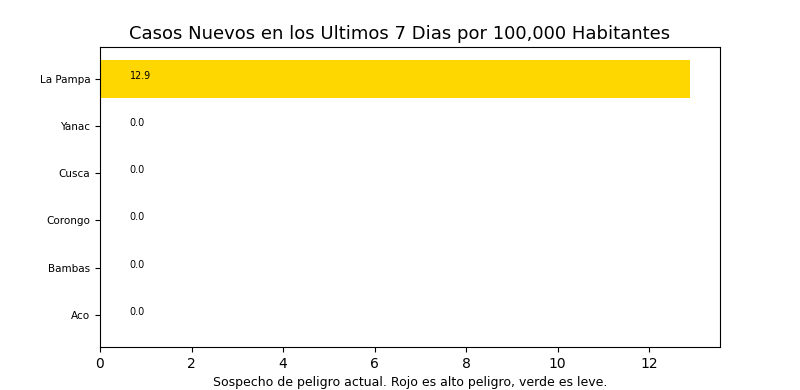 Casos Nuevos en los Ultimos 7 Dias por 100,000 Habitantes
La Pampa 12.9
Yanac 0.0
Cusca 0.0
Corongo 0.0
Bambas 0.0
Aco 0.0
0 2 4 6 8 10 12
Sospecho de peligro actual. Rojo es alto peligro, verde es leve.